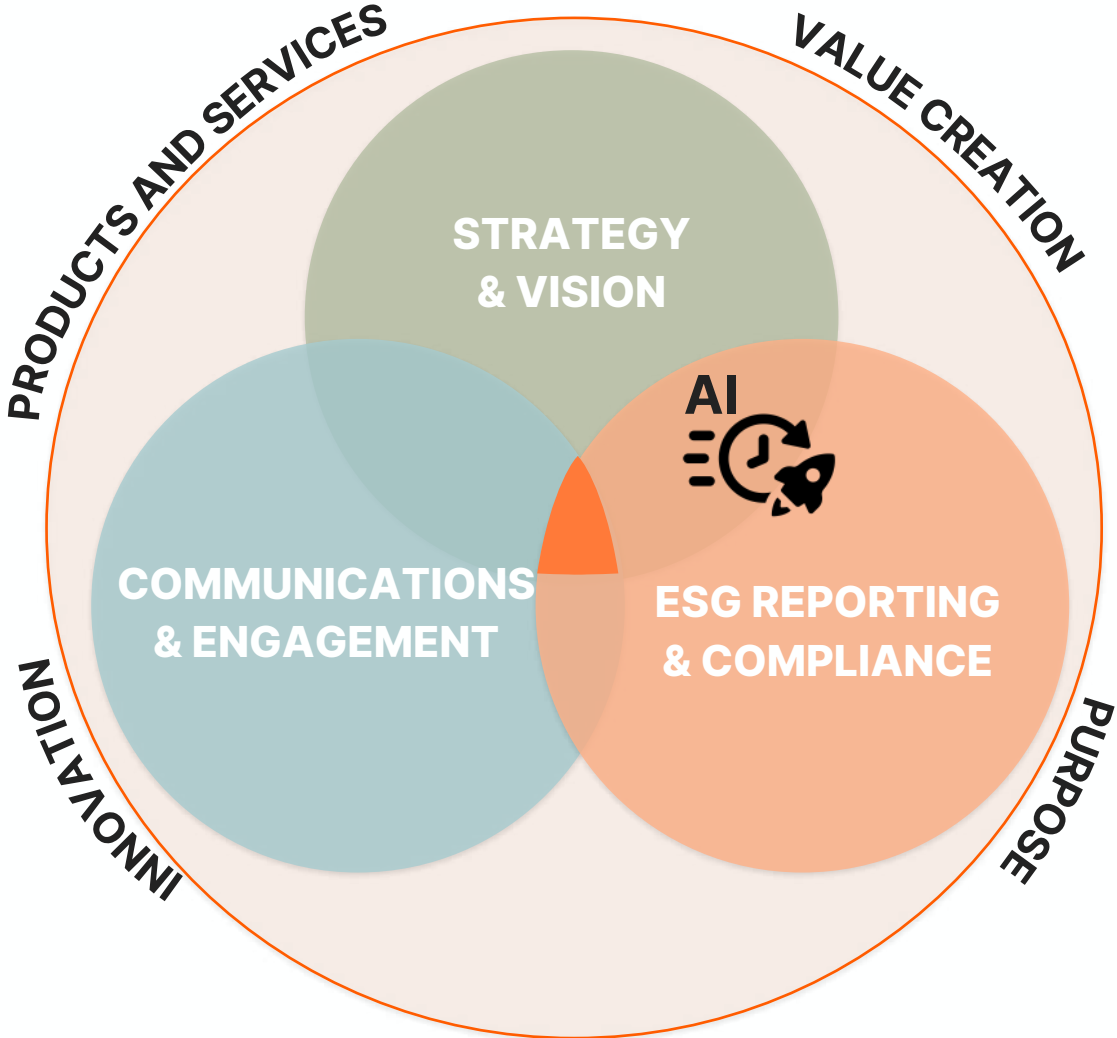 PRODUCTS AND SERVICES
VALUE CREATION
STRATEGY
& VISION
AI
COMMUNICATIONS
& ENGAGEMENT
ESG REPORTING
& COMPLIANCE
INNOVATION
PURPOSE